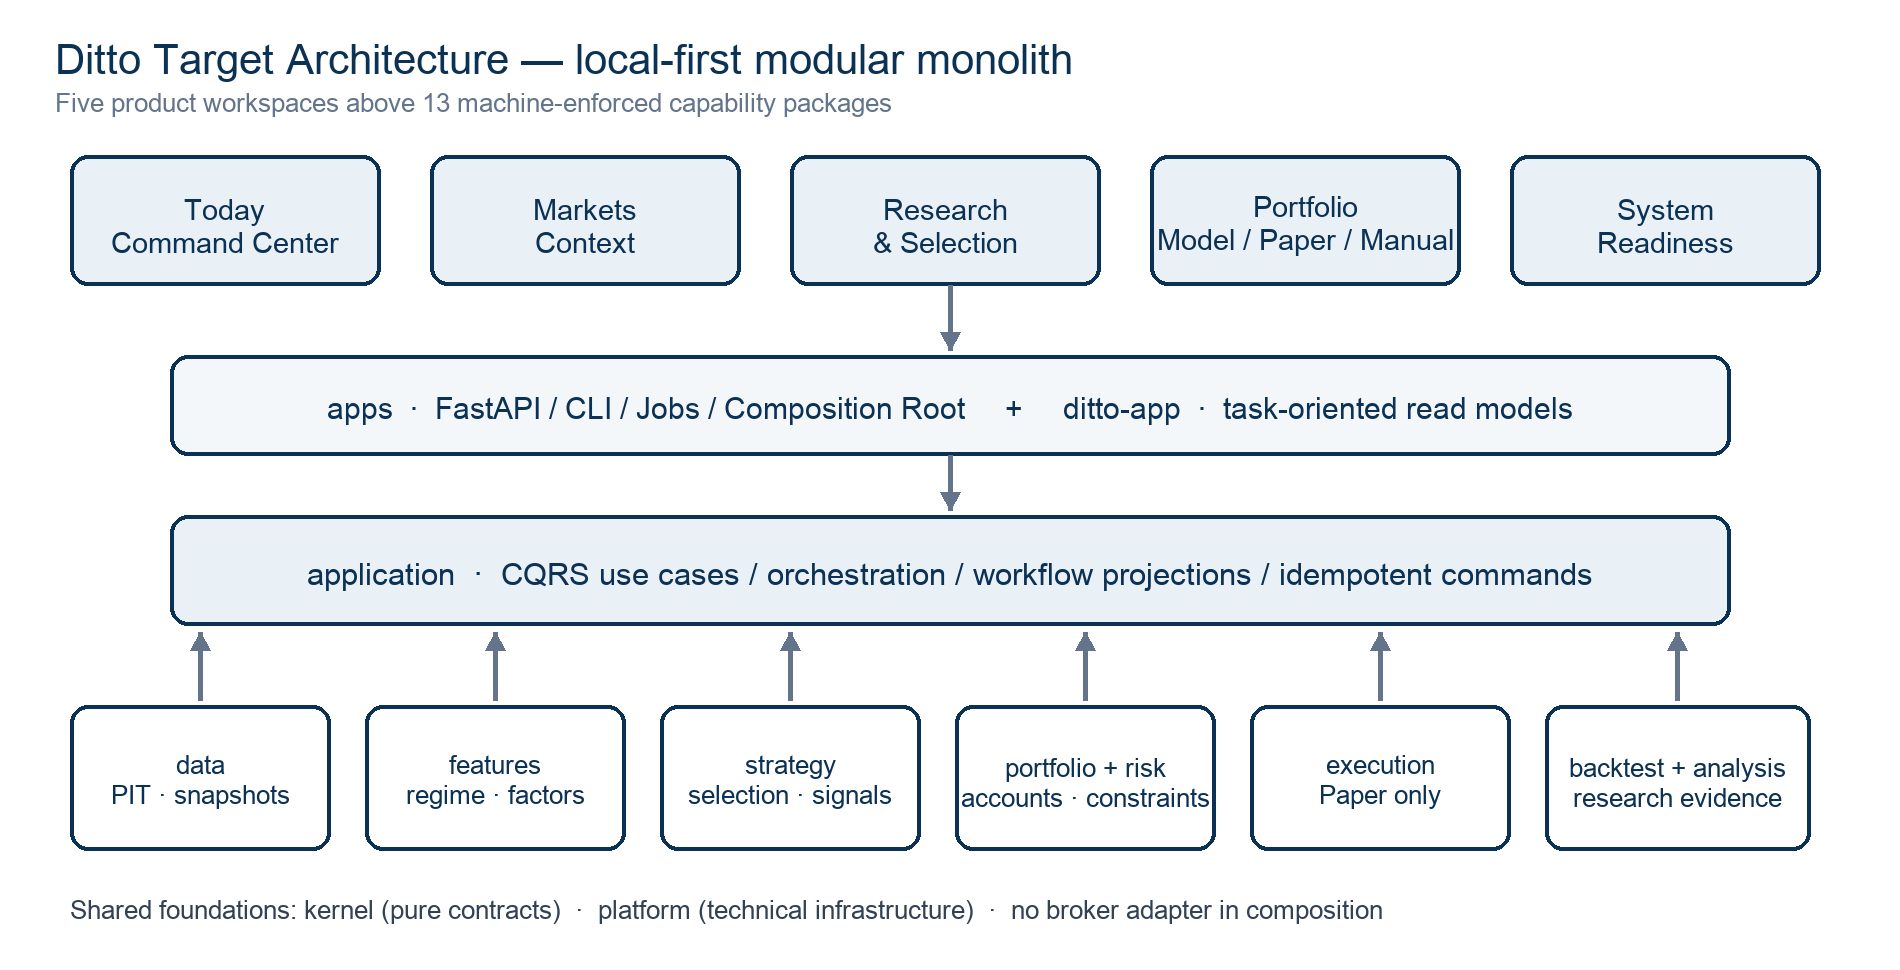 Ditto Target Architecture — local-first modular monolith
Five product workspaces above 13 machine-enforced capability packages
Today
Command Center
Markets
Context
Research
& Selection
Portfolio
Model / Paper / Manual
System
Readiness
apps · FastAPI / CLI / Jobs / Composition Root + ditto-app · task-oriented read models
application · CQRS use cases / orchestration / workflow projections / idempotent commands
data
PIT · snapshots
features
regime · factors
strategy
selection · signals
portfolio + risk
accounts · constraints
execution
Paper only
backtest + analysis
research evidence
Shared foundations: kernel (pure contracts) · platform (technical infrastructure) · no broker adapter in composition